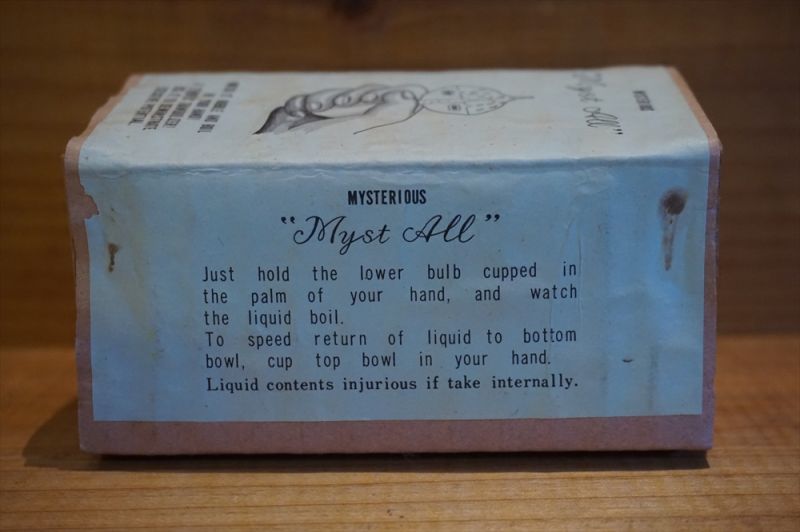 "Myst All"
MYSTERIOUS
"Myst All"
Just hold the lower bulb cupped in
the palm of your hand, and watch
the liquid boil.
To speed return of liquid to bottom
bowl, cup top bowl in your hand.
Liquid contents injurious if take internally.